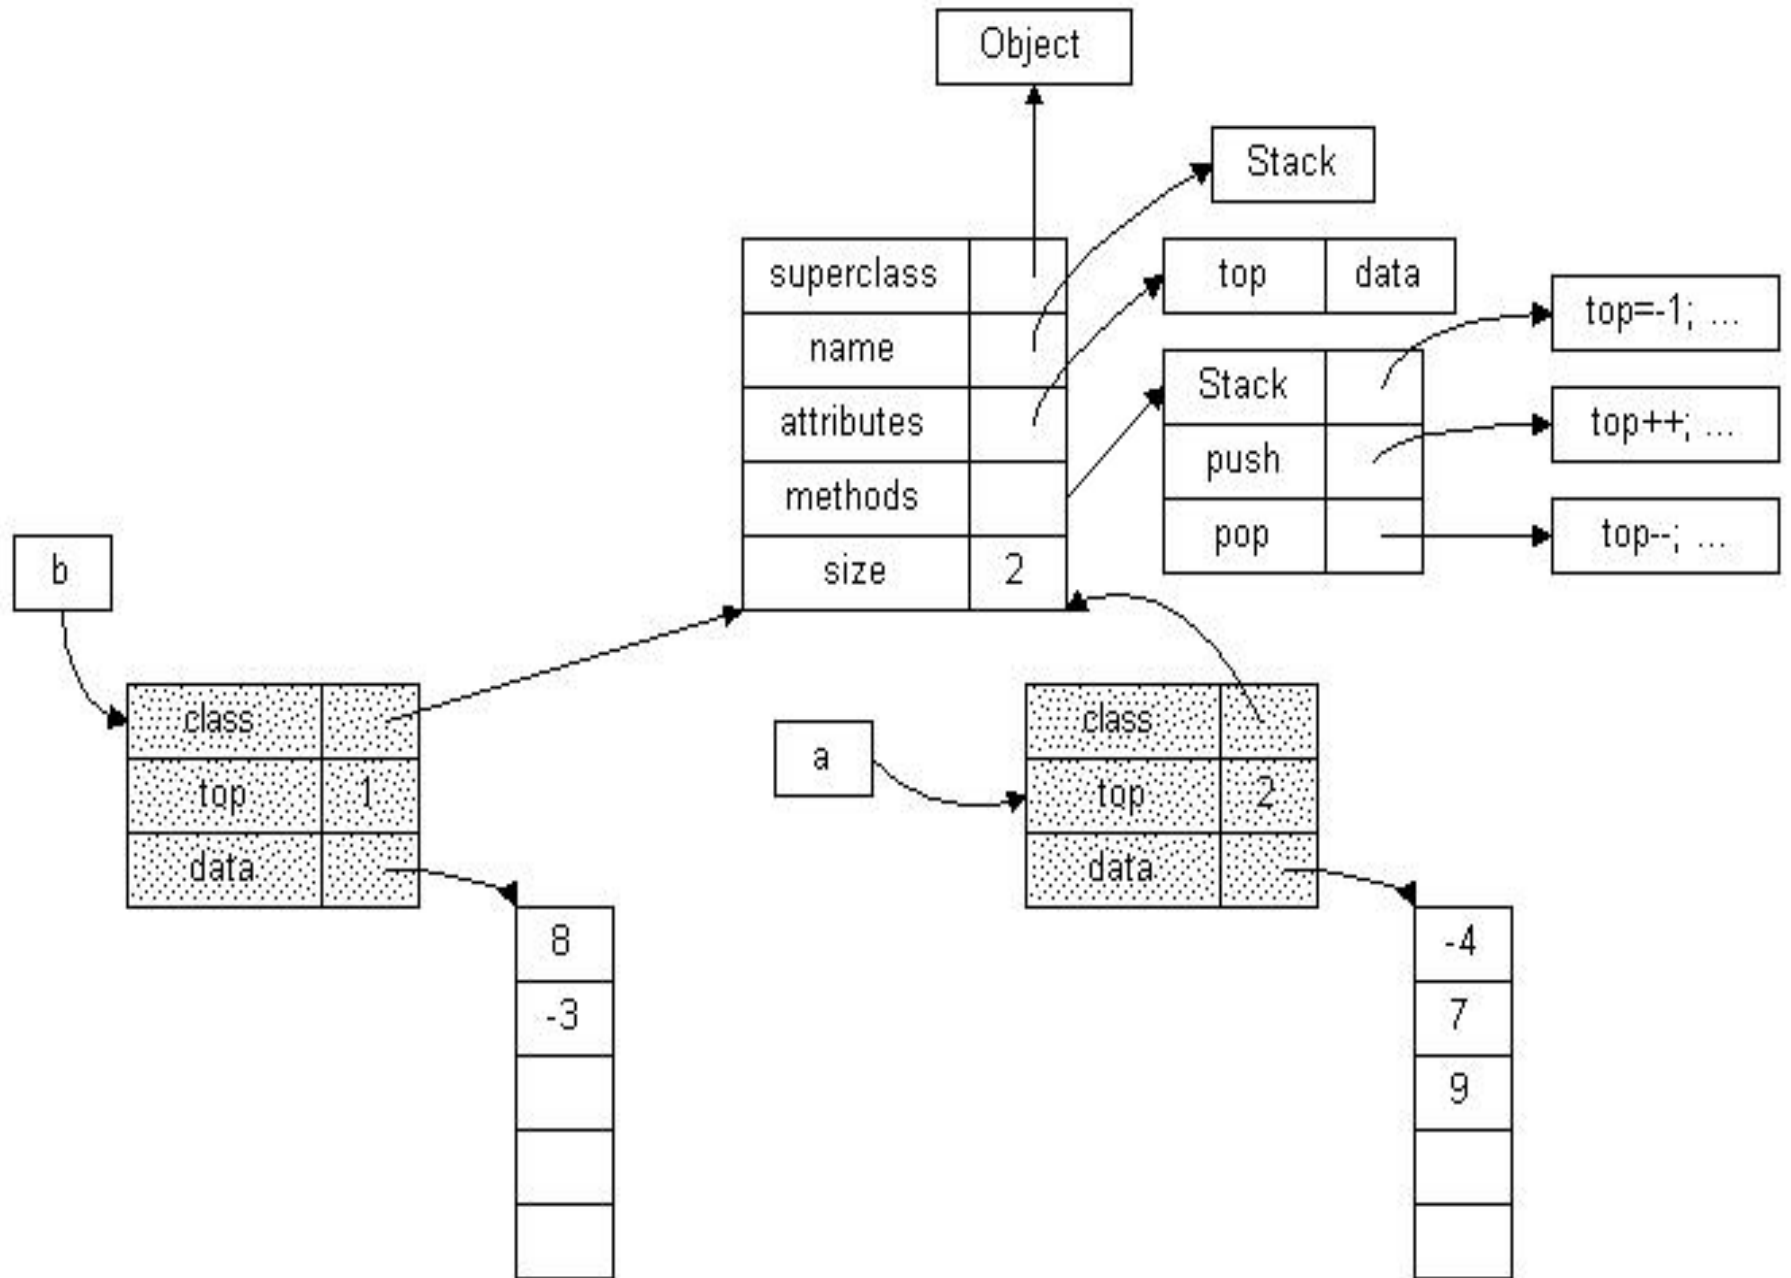 Object
Stack
superclass
name
attributes
methods
size 2
top data
Stack
push
pop
top=-1; ...
top++; ...
top--; ...
b
class
top 1
data
8
-3
a
class
top 2
data
-4
7
9